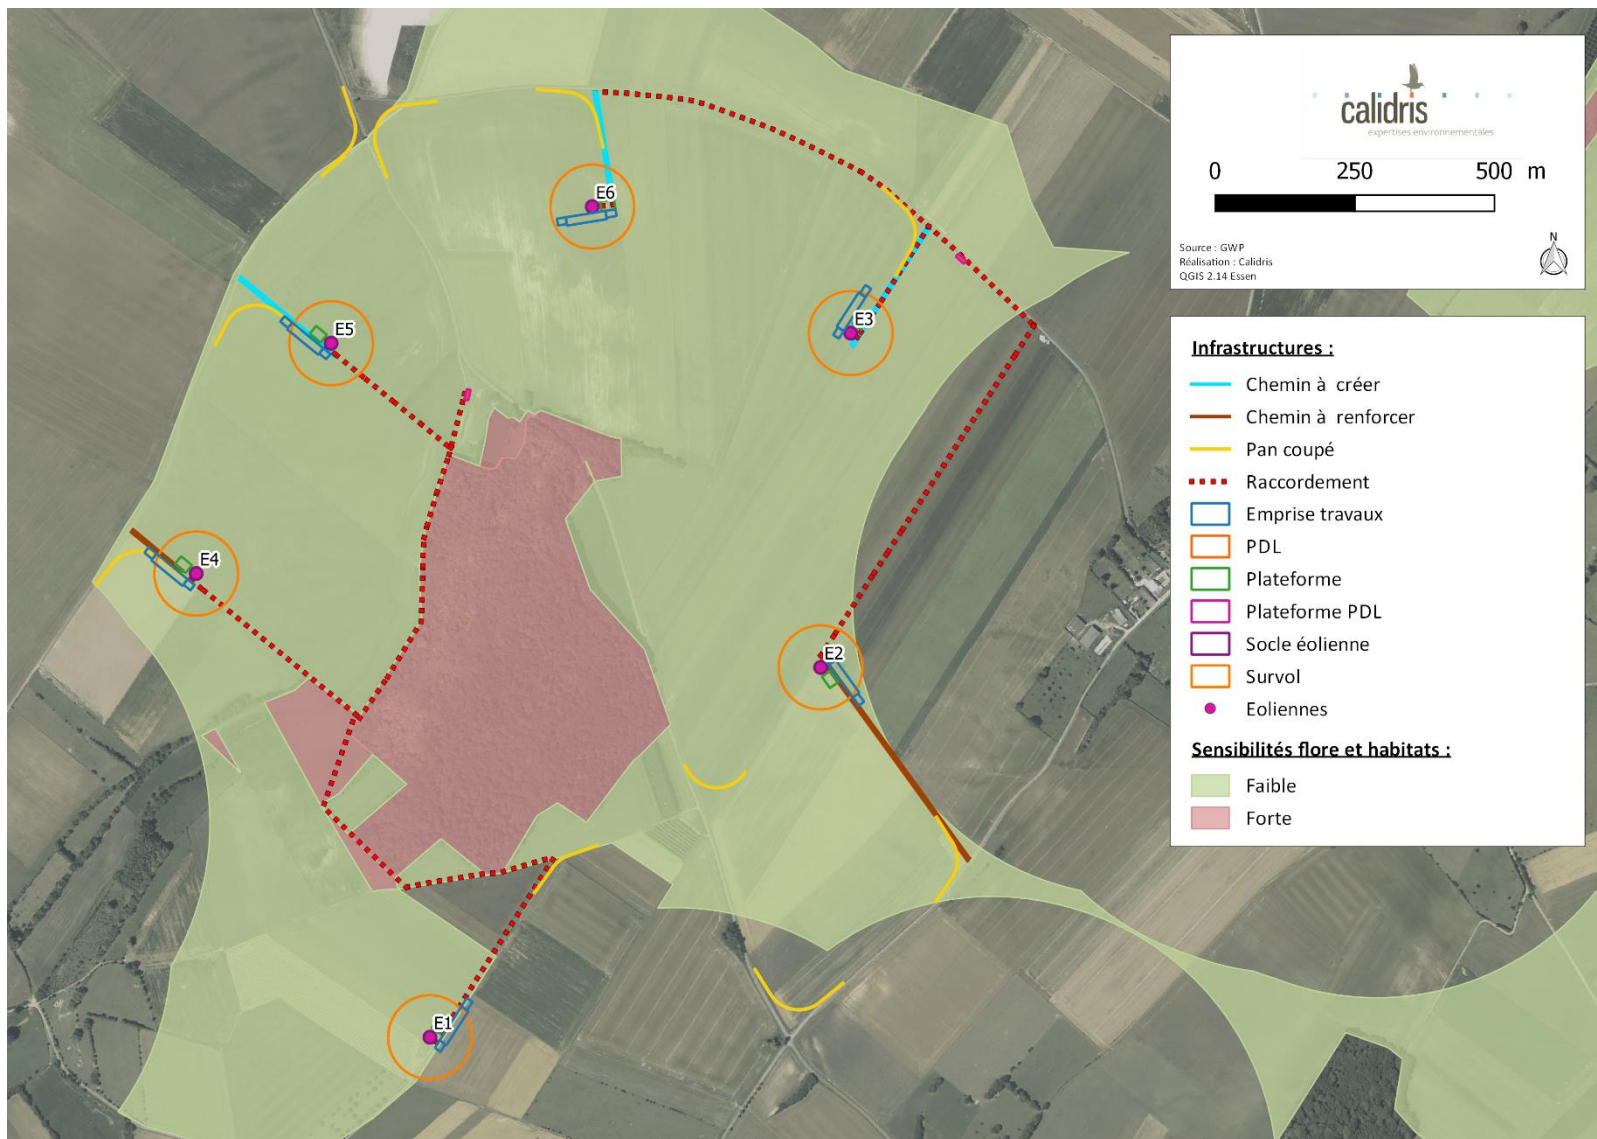 calidris
expertises environnementales
0 250 500 m
Source : GWP
Réalisation : Calidris
QGIS 2.14 Essen
N
Infrastructures :
Chemin à créer
Chemin à renforcer
Pan coupé
Raccordement
Emprise travaux
PDL
Plateforme
Plateforme PDL
Socle éolienne
Survol
Eoliennes
Sensibilités flore et habitats :
Faible
Forte
E6
E3
E5
E4
E2
E1